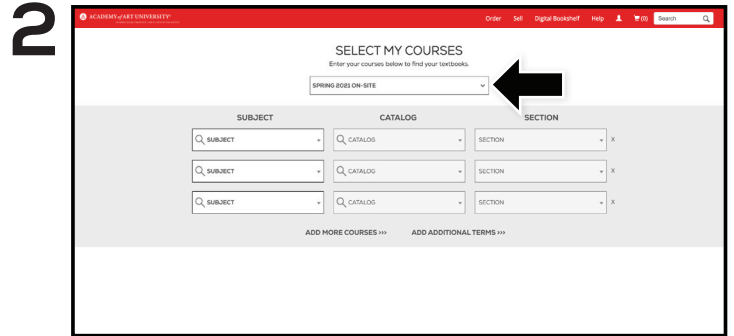 2
ACADEMY of ART UNIVERSITY
Order Sell Digital Bookshelf Help (0) Search
SELECT MY COURSES
Enter your courses below to find your textbooks.
SPRING 2021 ON-SITE
SUBJECT CATALOG SECTION
SUBJECT CATALOG SECTION X
SUBJECT CATALOG SECTION X
SUBJECT CATALOG SECTION X
ADD MORE COURSES >>> ADD ADDITIONAL TERMS >>>